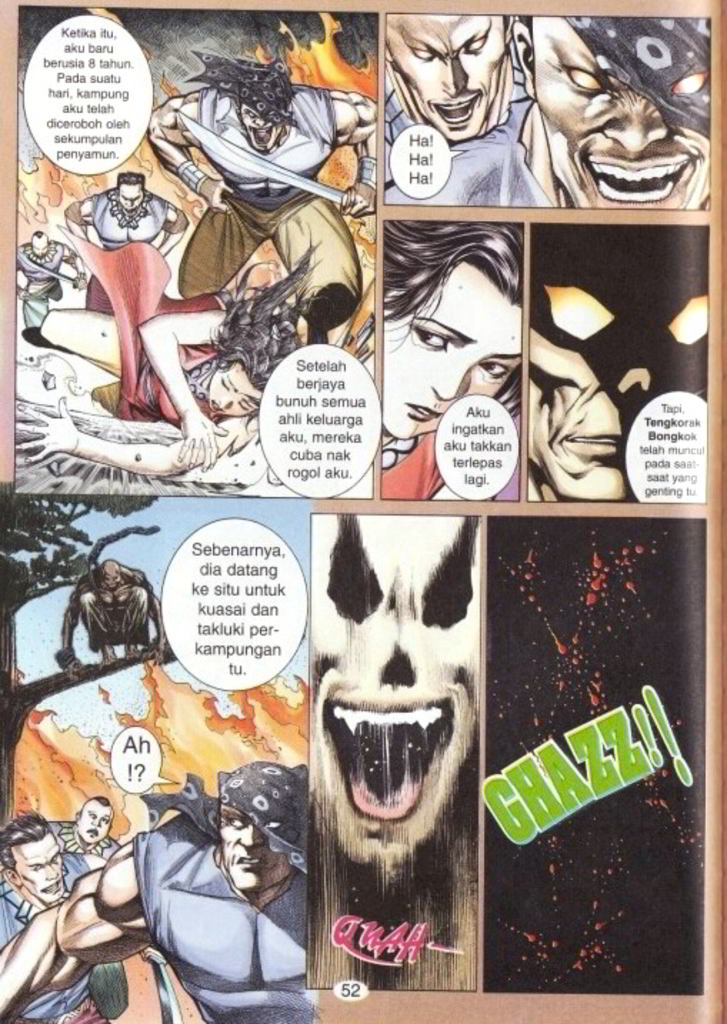 Ketika itu,
aku baru
berusia 8 tahun.
Pada suatu
hari, kampung
aku telah
diceroboh oleh
sekumpulan
penyamun.
Setelah
berjaya
bunuh semua
ahli keluarga
aku, mereka
cuba nak
rogol aku.
Ha!
Ha!
Ha!
Aku
ingatkan
aku takkan
terlepas
lagi.
Tapi,
Tengkorak
Bongkok
telah muncul
pada saat-
saat yang
genting tu.
Sebenarnya,
dia datang
ke situ untuk
kuasai dan
takluki per-
kampungan
tu.
Ah
!?
QWAH
CHAZZ!!
52